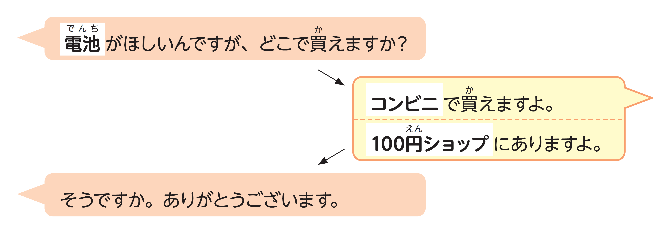 電池がほしいんですが、どこで買えますか?
コンビニで買えますよ。
100円ショップにありますよ。
そうですか。ありがとうございます。